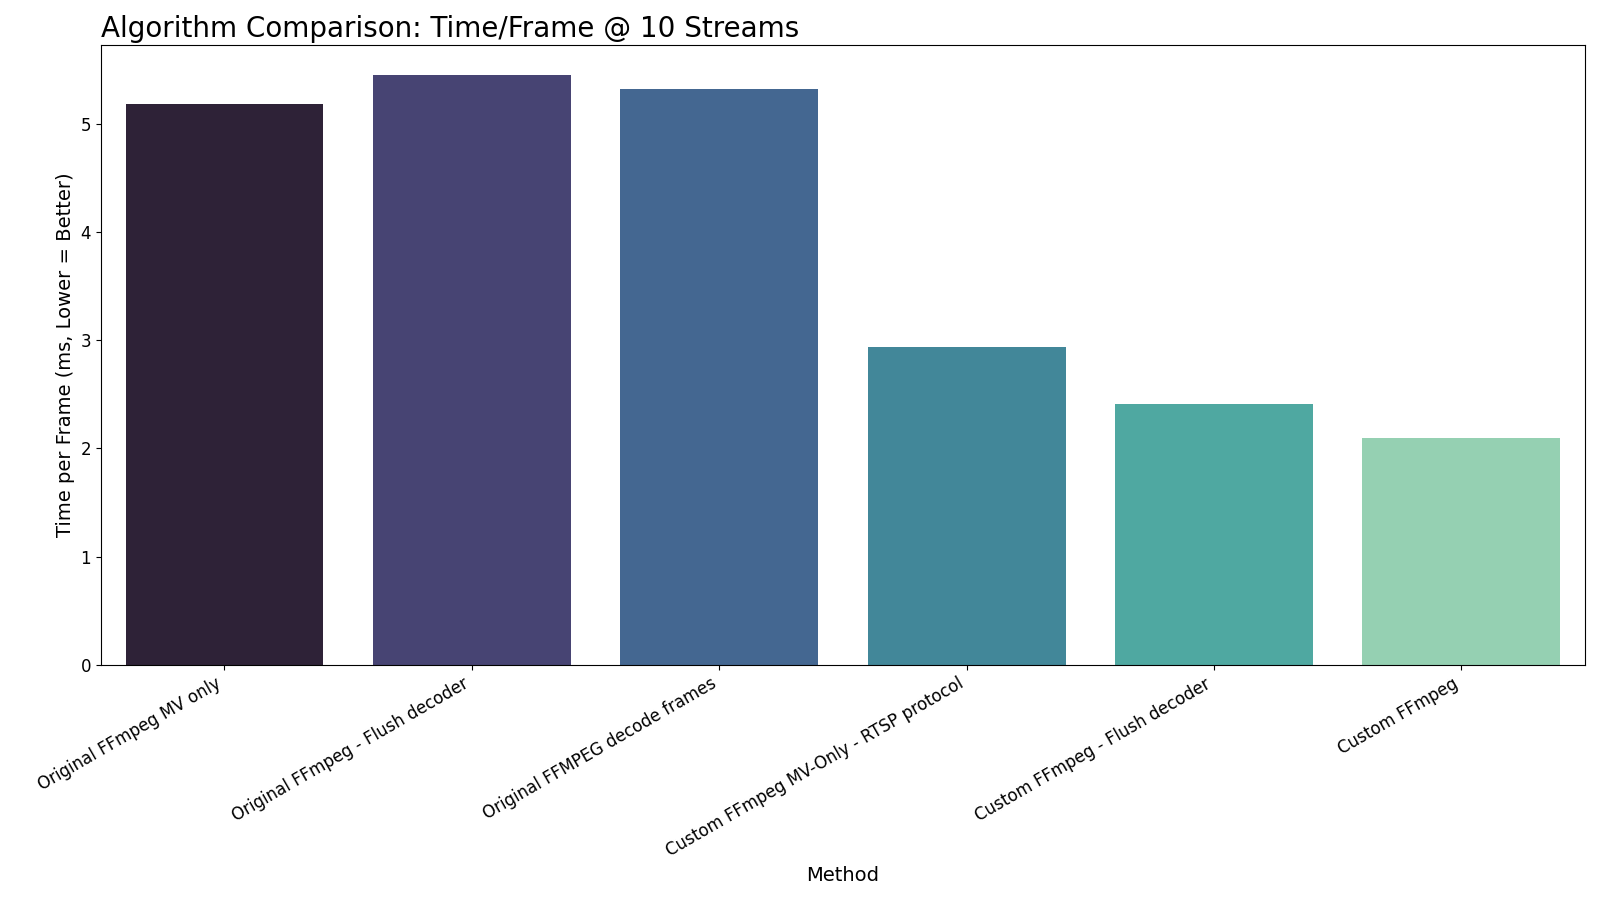 Algorithm Comparison: Time/Frame @ 10 Streams
Time per Frame (ms, Lower = Better)
5
4
3
2
1
0
Original FFmpeg MV only
Original FFmpeg - Flush decoder
Original FFMPEG decode frames
Custom FFmpeg MV-Only - RTSP protocol
Custom FFmpeg - Flush decoder
Custom FFmpeg
Method